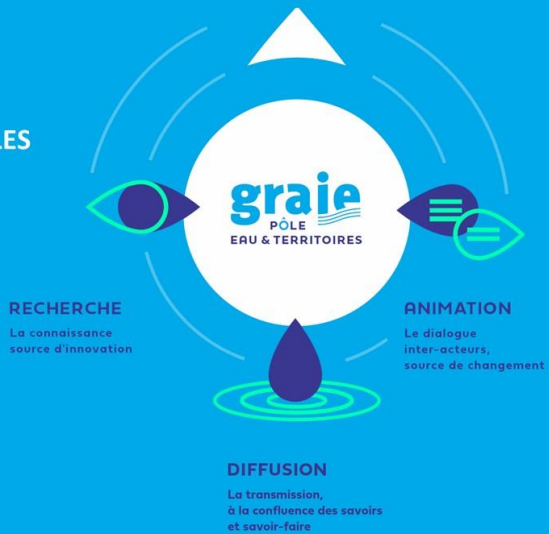 graie
PÔLE
EAU & TERRITOIRES
RECHERCHE
La connaissance
source d'innovation
ANIMATION
Le dialogue
inter-acteurs,
source de changement
DIFFUSION
La transmission,
à la confluence des savoirs
et savoir-faire